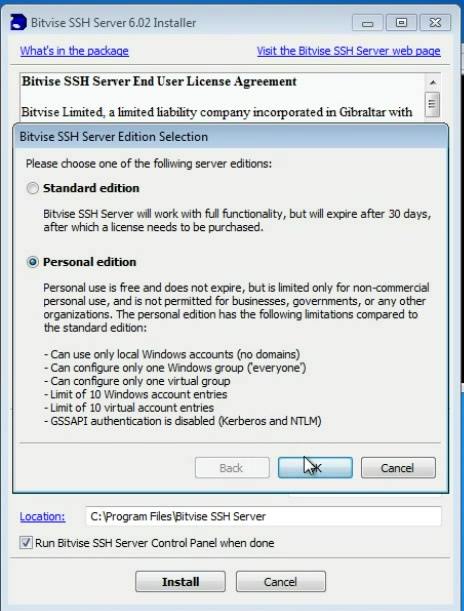 Bitvise SSH Server 6.02 Installer
What's in the package
Visit the Bitvise SSH Server web page
Bitvise SSH Server End User License Agreement
Bitvise Limited, a limited liability company incorporated in Gibraltar with
Bitvise SSH Server Edition Selection
Please choose one of the folliwing server editions:
Standard edition
Bitvise SSH Server will work with full functionality, but will expire after 30 days,
after which a license needs to be purchased.
Personal edition
Personal use is free and does not expire, but is limited only for non-commercial
personal use, and is not permitted for businesses, governments, or any other
organizations. The personal edition has the following limitations compared to
the standard edition:
- Can use only local Windows accounts (no domains)
- Can configure only one Windows group ('everyone')
- Can configure only one virtual group
- Limit of 10 Windows account entries
- Limit of 10 virtual account entries
- GSSAPI authentication is disabled (Kerberos and NTLM)
Back
OK
Cancel
Location:
C:\Program Files\Bitvise SSH Server
Run Bitvise SSH Server Control Panel when done
Install
Cancel